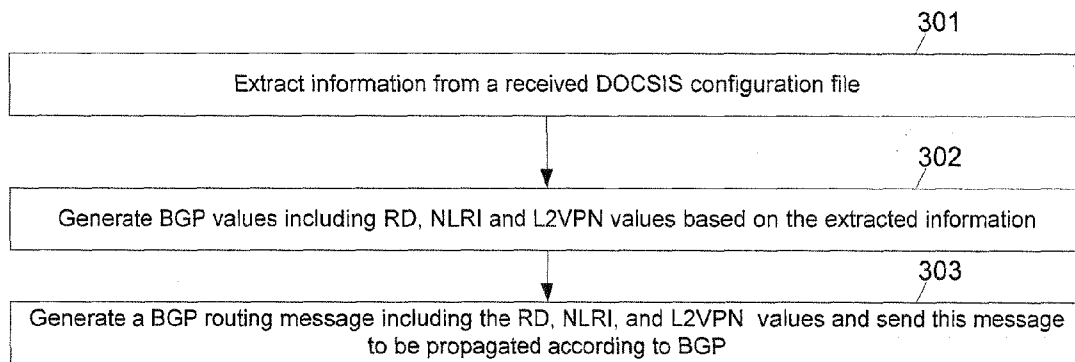 301
Extract information from a received DOCSIS configuration file
302
Generate BGP values including RD, NLRI and L2VPN values based on the extracted information
303
Generate a BGP routing message including the RD, NLRI, and L2VPN values and send this message
to be propagated according to BGP